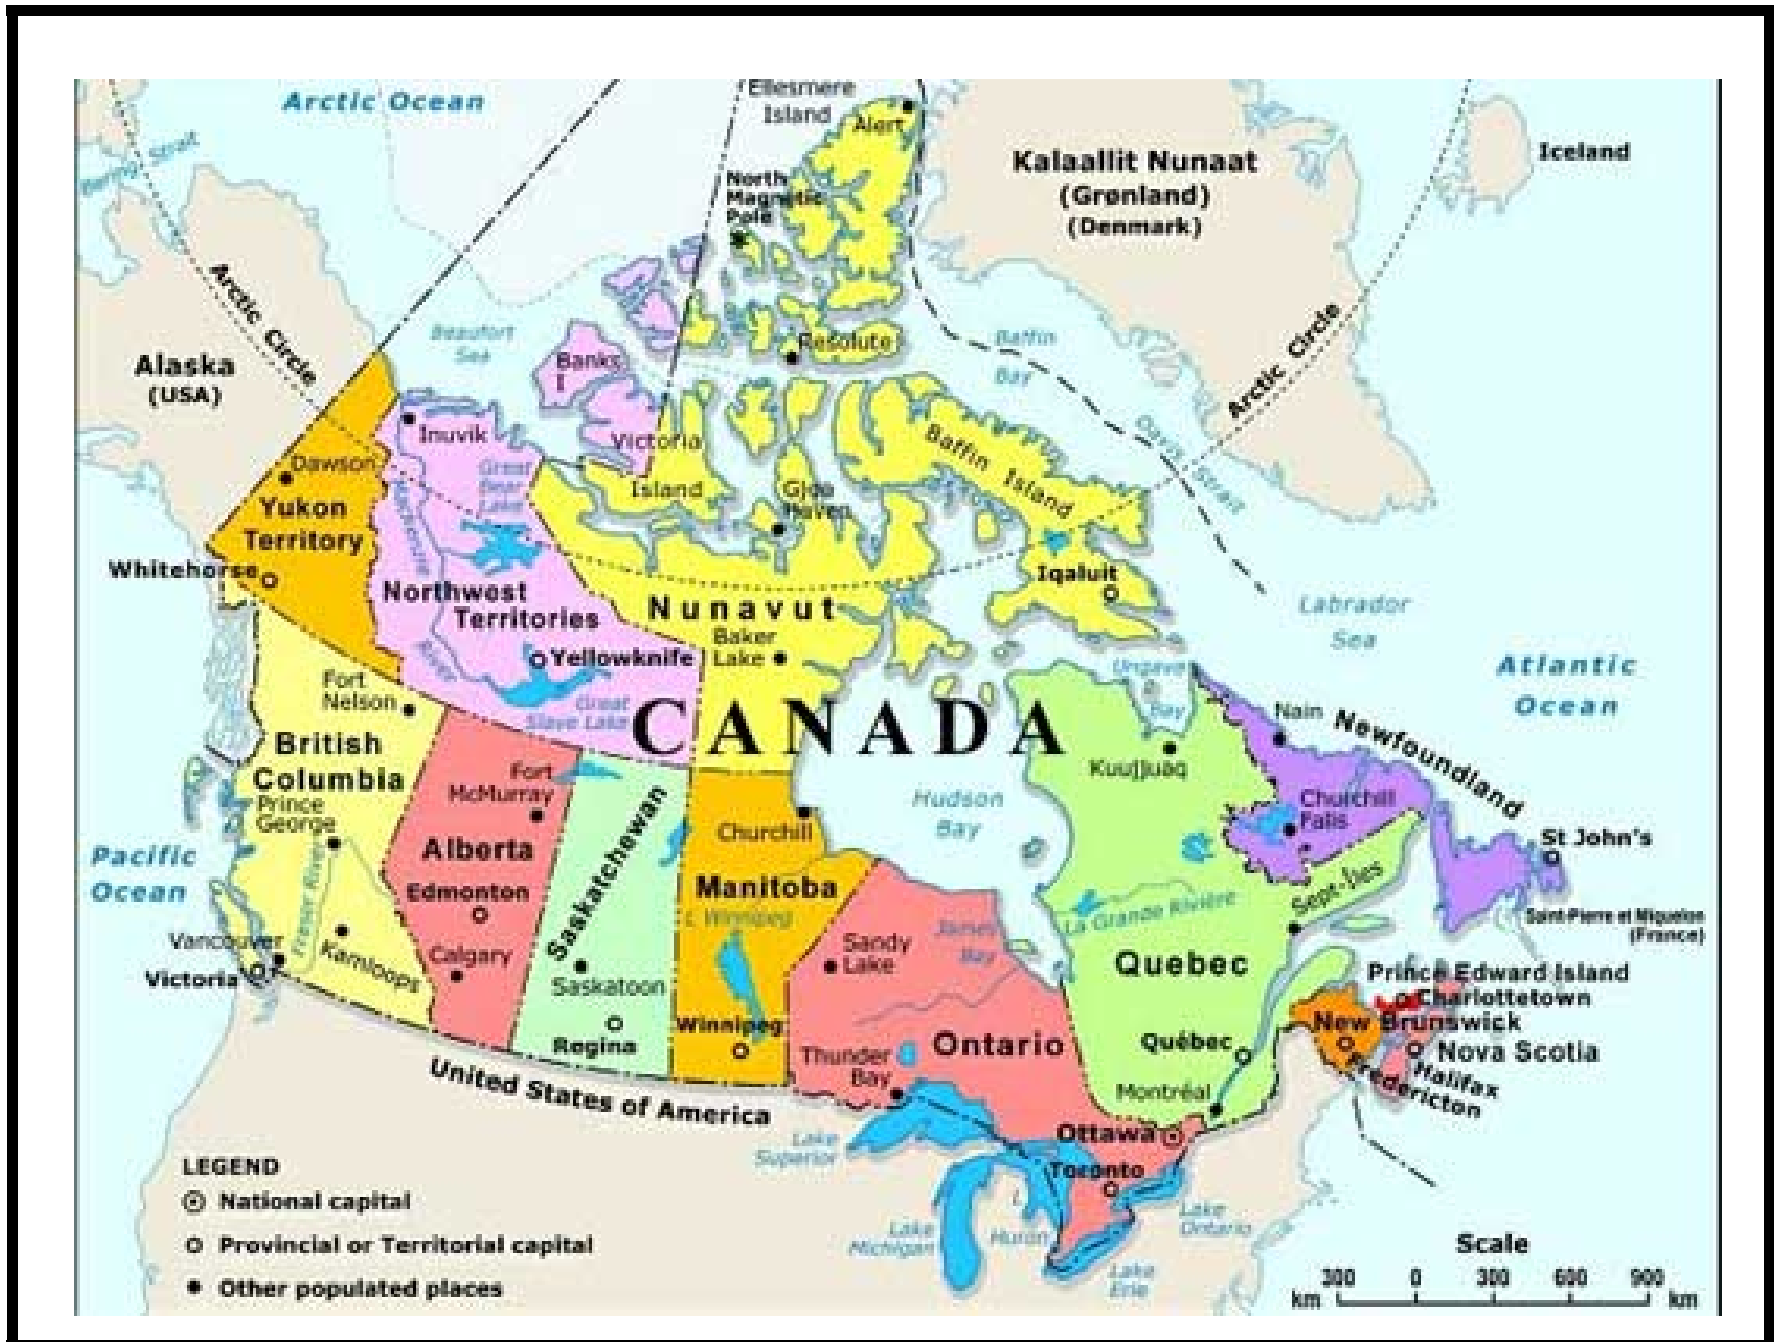 Arctic Ocean
Bering Strait
Ellesmere
Island
Alert
North
Magnetic
Pole
Kalaallit Nunaat
(Grønland)
(Denmark)
Iceland
Arctic Circle
Alaska
(USA)
Beaufort
Sea
Banks
I
Resolute
Baffin
Bay
Arctic Circle
Davis Strait
Inuvik
Victoria
Island
Baffin Island
Dawson
Great
Bear
Lake
Gjoa
Haven
Yukon
Territory
Mackenzie
River
Whitehorse
Northwest
Territories
Nunavut
Iqaluit
Labrador
Sea
Yellowknife
Baker
Lake
Ungava
Bay
Atlantic
Ocean
Fort
Nelson
Great
Slave Lake
CANADA
Nain
Newfoundland
British
Columbia
Fort
McMurray
Kuujjuaq
Prince
George
Saskatchewan
Churchill
Hudson
Bay
Churchill
Falls
St John's
Pacific
Ocean
Alberta
Edmonton
Manitoba
L Winnipeg
Fraser River
Sept-Îles
La Grande Rivière
Saint-Pierre et Miquelon
(France)
Vancouver
Victoria
Kamloops
Calgary
Saskatoon
Sandy
Lake
James
Bay
Quebec
Prince Edward Island
Charlottetown
Regina
Winnipeg
Thunder
Bay
Ontario
Québec
New Brunswick
Nova Scotia
Halifax
Fredericton
Montréal
United States of America
Ottawa
Toronto
Lake
Superior
Lake
Michigan
L
Huron
Lake
Ontario
Lake
Erie
LEGEND
National capital
Provincial or Territorial capital
Other populated places
Scale
300 0 300 600 900
km km